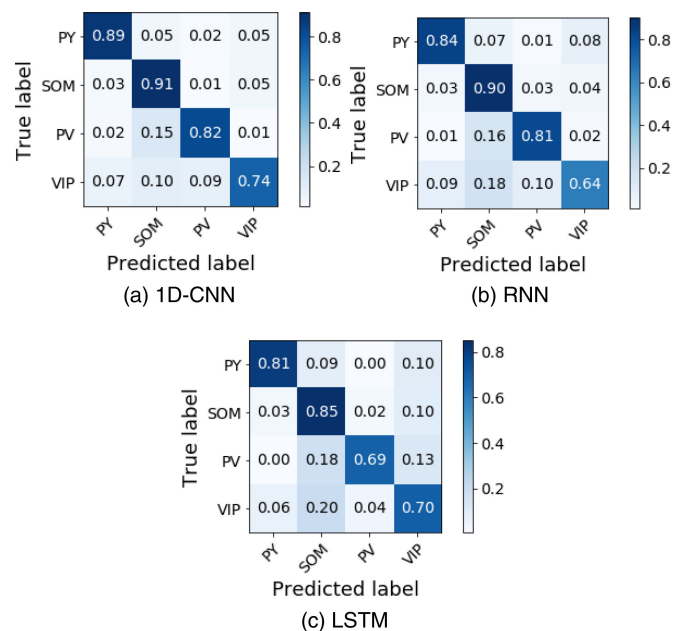 PY 0.89 0.05 0.02 0.05
SOM 0.03 0.91 0.01 0.05
PV 0.02 0.15 0.82 0.01
VIP 0.07 0.10 0.09 0.74
PY SOM PV VIP
True label
Predicted label
0.8
0.6
0.4
0.2
(a) 1D-CNN
PY 0.84 0.07 0.01 0.08
SOM 0.03 0.90 0.03 0.04
PV 0.01 0.16 0.81 0.02
VIP 0.09 0.18 0.10 0.64
PY SOM PV VIP
True label
Predicted label
0.8
0.6
0.4
0.2
(b) RNN
PY 0.81 0.09 0.00 0.10
SOM 0.03 0.85 0.02 0.10
PV 0.00 0.18 0.69 0.13
VIP 0.06 0.20 0.04 0.70
PY SOM PV VIP
True label
Predicted label
0.8
0.6
0.4
0.2
(c) LSTM